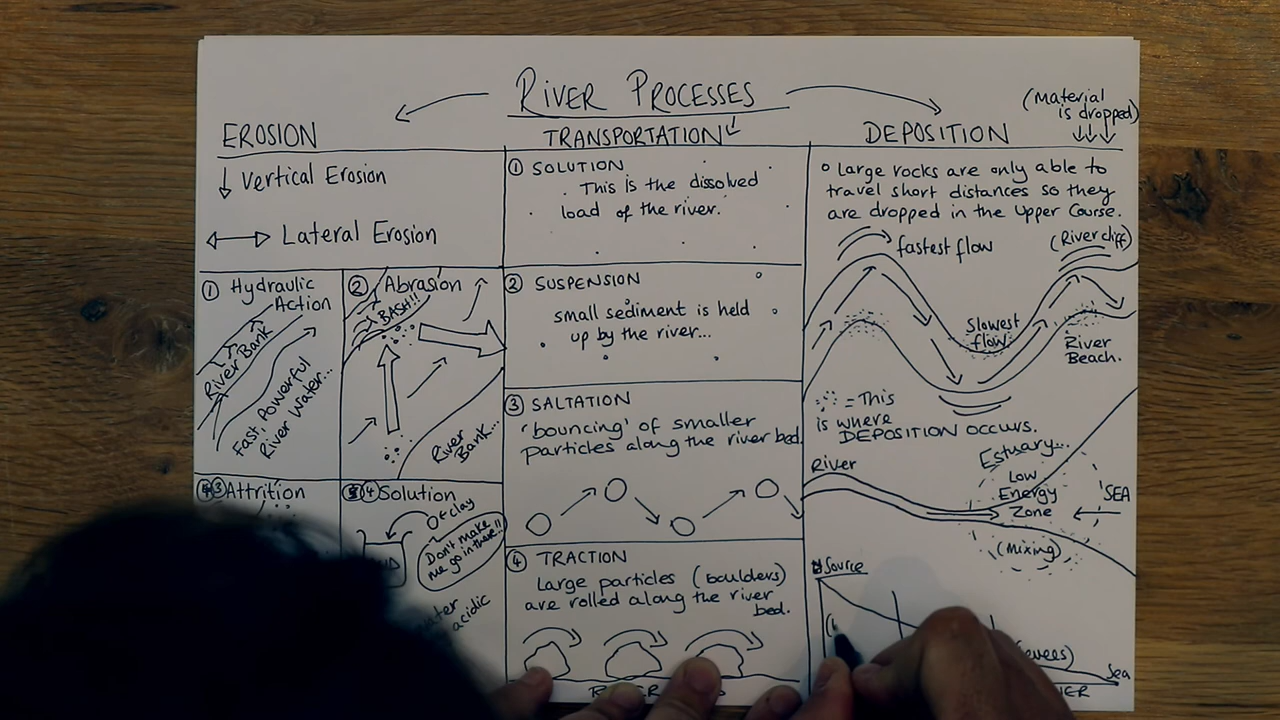 RIVER PROCESSES
EROSION
Vertical Erosion
Lateral Erosion
① Hydraulic
Action
River Bank
Fast, Powerful
River Water...
② Abrasion
BASH!!
River
Bank...
③ Attrition
④ Solution
clay
Don't make
me go in there!!
water
acidic
TRANSPORTATION
① SOLUTION
This is the dissolved
load of the river.
② SUSPENSION
small sediment is held
up by the river...
③ SALTATION
'bouncing' of smaller
particles along the river bed.
④ TRACTION
Large particles (boulders)
are rolled along the river
bed.
DEPOSITION
(Material
is dropped)
Large rocks are only able to
travel short distances so they
are dropped in the Upper Course.
fastest flow
(River cliff)
Slowest
flow
River
Beach.
= This
is where
DEPOSITION OCCURS.
River
Estuary...
Low
Energy
Zone
SEA
(Mixing)
Source
Sea